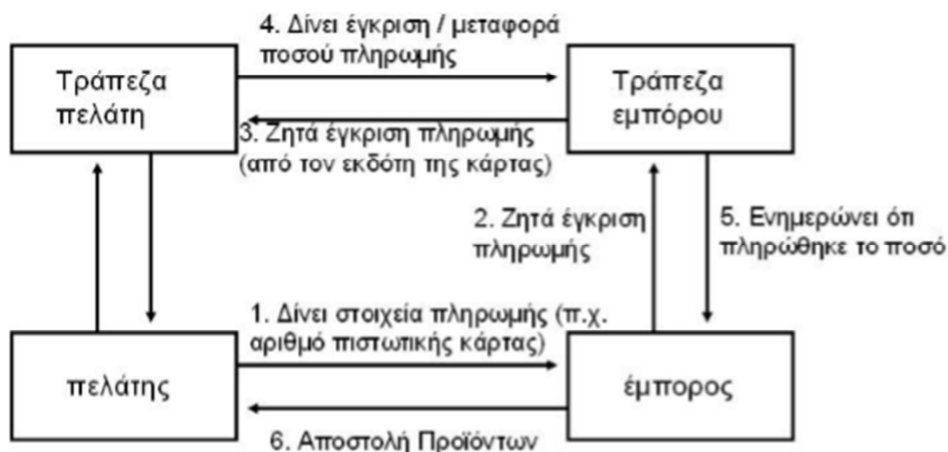 4. Δίνει έγκριση / μεταφορά
ποσού πληρωμής
Τράπεζα
πελάτη
Τράπεζα
εμπόρου
3. Ζητά έγκριση πληρωμής
(από τον εκδότη της κάρτας)
2. Ζητά έγκριση
πληρωμής
5. Ενημερώνει ότι
πληρώθηκε το ποσό
1. Δίνει στοιχεία πληρωμής (π.χ.
αριθμό πιστωτικής κάρτας)
πελάτης
έμπορος
6. Αποστολή Προϊόντων